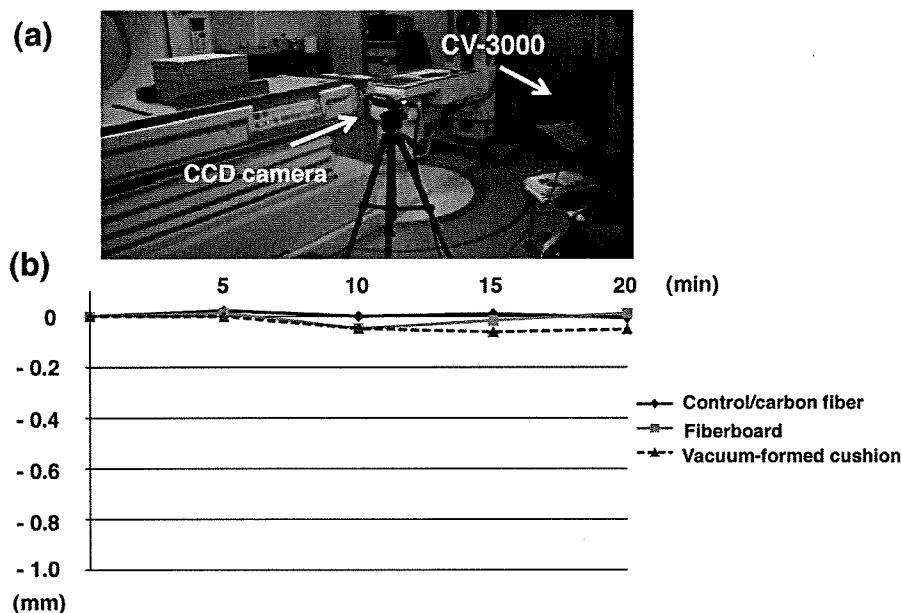 (a)
CV-3000
CCD camera
(b)
5 10 15 20 (min)
0
- 0.2
- 0.4
- 0.6
- 0.8
- 1.0
(mm)
Control/carbon fiber
Fiberboard
Vacuum-formed cushion